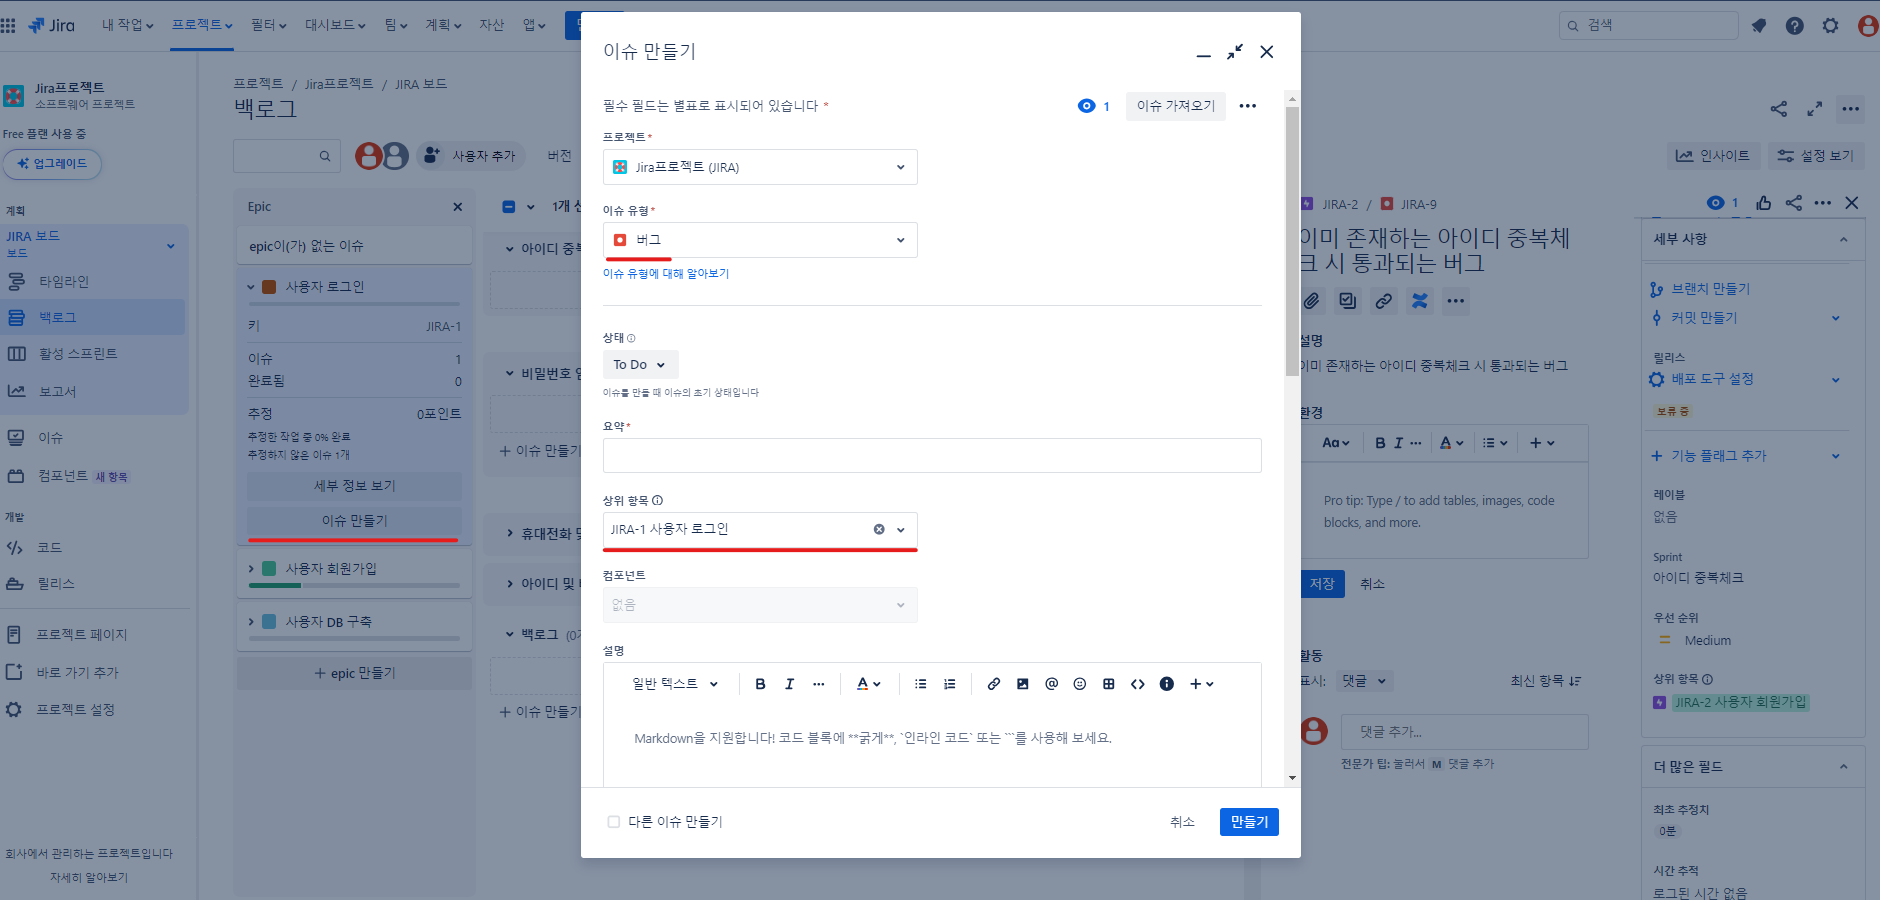 Jira
내 작업
프로젝트
필터
대시보드
팀
계획
자산
앱
검색
Jira프로젝트
소프트웨어 프로젝트
Free 플랜 사용 중
업그레이드
계획
JIRA 보드
보드
타임라인
백로그
활성 스프린트
보고서
이슈
컴포넌트 새 항목
개발
코드
릴리스
프로젝트 페이지
바로 가기 추가
프로젝트 설정
회사에서 관리하는 프로젝트입니다
자세히 알아보기
프로젝트 / Jira프로젝트 / JIRA 보드
백로그
사용자 추가
버전
Epic
epic이(가) 없는 이슈
사용자 로그인
키 JIRA-1
이슈 1
완료됨 0
추정 0포인트
추정한 작업 중 0% 완료
추정하지 않은 이슈 1개
세부 정보 보기
이슈 만들기
사용자 회원가입
사용자 DB 구축
+ epic 만들기
1개
아이디
비밀번호
+ 이슈 만들기
휴대전화
아이디 및
백로그
+ 이슈 만들기
이슈 만들기
필수 필드는 별표로 표시되어 있습니다 *
1
이슈 가져오기
프로젝트*
Jira프로젝트 (JIRA)
이슈 유형*
버그
이슈 유형에 대해 알아보기
상태
To Do
이슈를 만들 때 이슈의 초기 상태입니다
요약*
상위 항목
JIRA-1 사용자 로그인
컴포넌트
없음
설명
일반 텍스트
B I
A
Markdown을 지원합니다! 코드 블록에 **굵게**, `인라인 코드` 또는 ```를 사용해 보세요.
다른 이슈 만들기
취소
만들기
인사이트
설정 보기
JIRA-2 / JIRA-9
1
존재하는 아이디 중복체
크 시 통과되는 버그
설명
존재하는 아이디 중복체크 시 통과되는 버그
환경
Aa
B I
A
Pro tip: Type / to add tables, images, code
blocks, and more.
저장
취소
활동
표시:
댓글
최신 항목
댓글 추가...
전문가 팁: 눌러서 M 댓글 추가
세부 사항
브랜치 만들기
커밋 만들기
릴리스
배포 도구 설정
보류 중
+ 기능 플래그 추가
레이블
없음
Sprint
아이디 중복체크
우선 순위
Medium
상위 항목
JIRA-2 사용자 회원가입
더 많은 필드
최초 추정치
0분
시간 추적
로그된 시간 없음